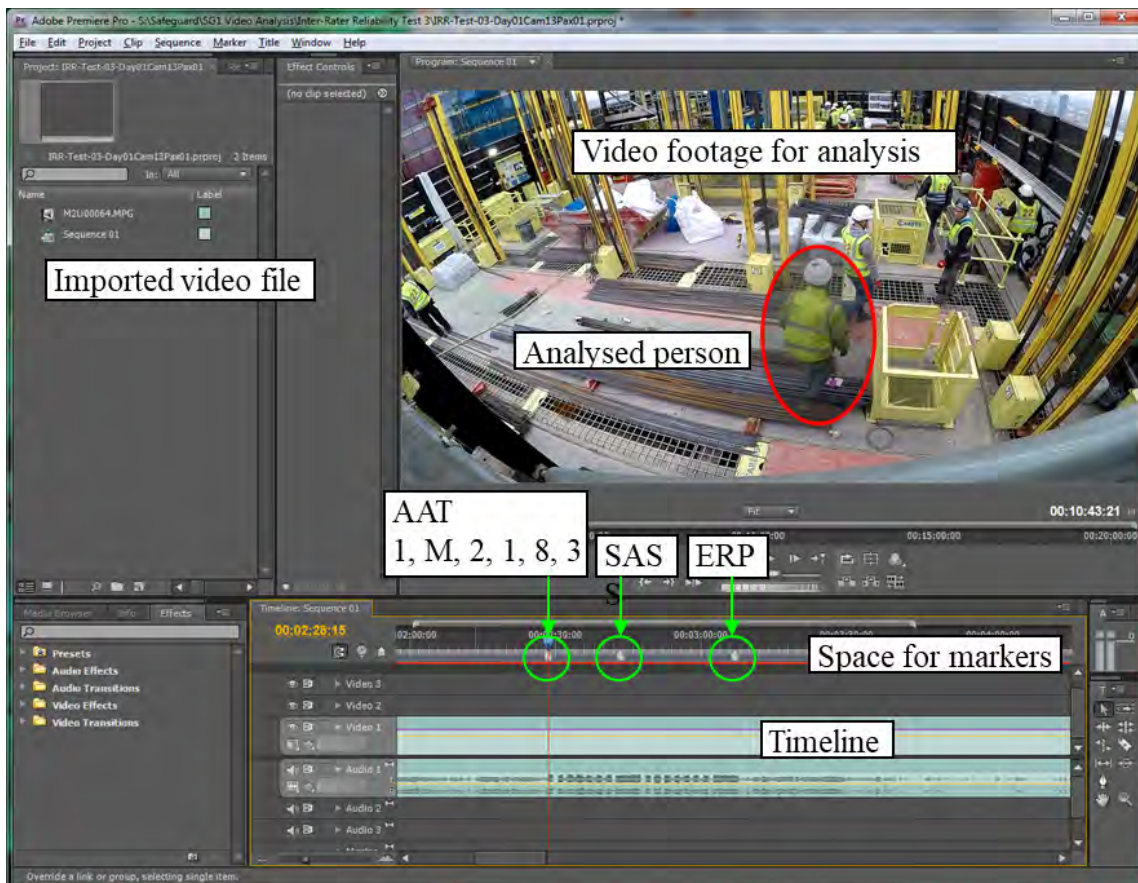 Adobe Premiere Pro - S:\Safeguard\SG1 Video Analysis\Inter-Rater Reliability Test 3\IRR-Test-03-Day01Cam13Pax01.prproj *
File Edit Project Clip Sequence Marker Title Window Help
Project: IRR-Test-03-Day01Cam13Pax01
Effect Controls
Program: Sequence 01
(no clip selected)
Video footage for analysis
IRR-Test-03-Day01Cam13Pax01.prproj 2 Items
In: All
Name Label
M2U00064.MPG
Sequence 01
Imported video file
Analysed person
AAT
1, M, 2, 1, 8, 3
SAS
S
ERP
Fit
00:10:43:21
00:15:00:00 00:20:00:00
Media Browser Info Effects
Timeline: Sequence 01
00:02:28:15
02:00:00 00:03:00:00
Space for markers
Presets
Audio Effects
Audio Transitions
Video Effects
Video Transitions
Video 3
Video 2
Video 1
Timeline
Audio 1
Audio 2
Audio 3
Override a link or group, selecting single item.